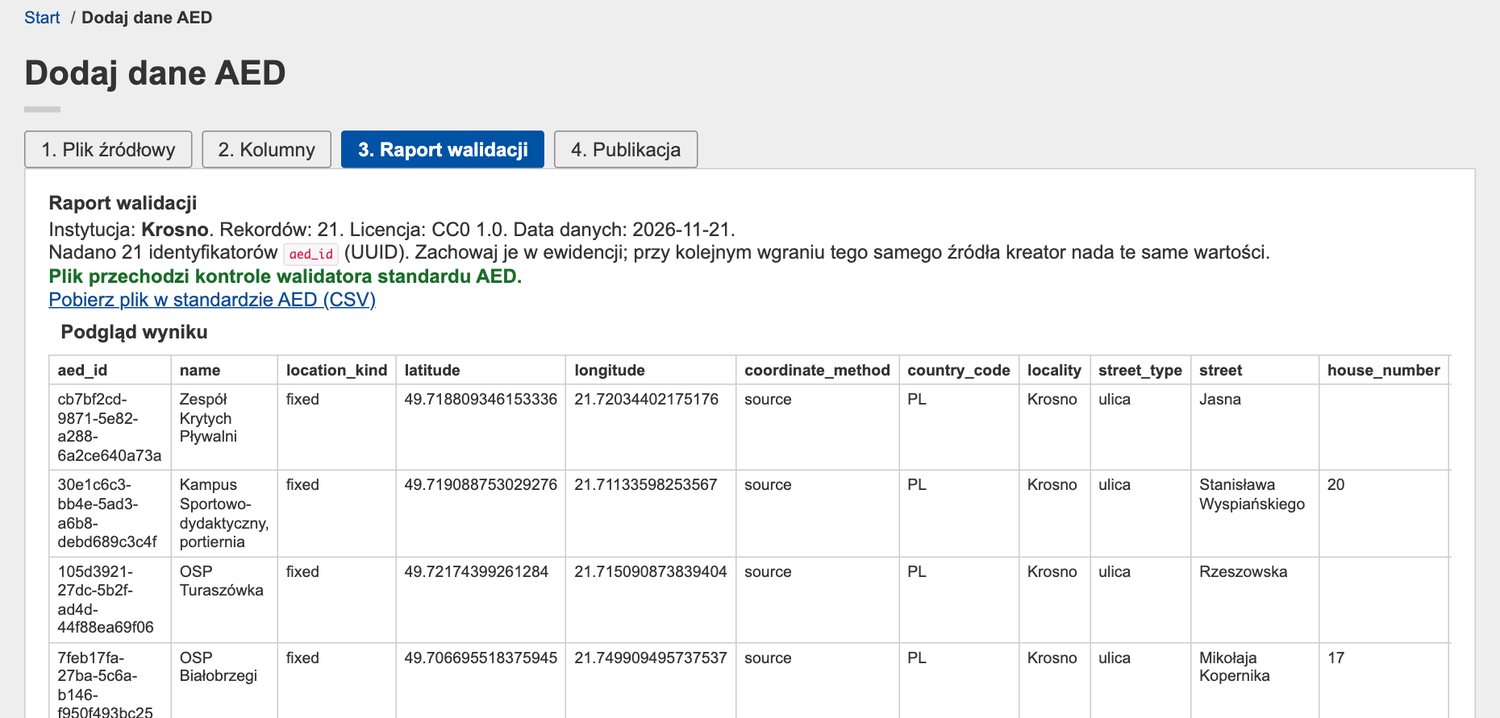 Start / Dodaj dane AED
Dodaj dane AED
1. Plik źródłowy
2. Kolumny
3. Raport walidacji
4. Publikacja
Raport walidacji
Instytucja: Krosno. Rekordów: 21. Licencja: CC0 1.0. Data danych: 2026-11-21.
Nadano 21 identyfikatorów aed_id (UUID). Zachowaj je w ewidencji; przy kolejnym wgraniu tego samego źródła kreator nada te same wartości.
Plik przechodzi kontrole walidatora standardu AED.
Pobierz plik w standardzie AED (CSV)
Podgląd wyniku
aed_id name location_kind latitude longitude coordinate_method country_code locality street_type street house_number
cb7bf2cd-
9871-5e82-
a288-
6a2ce640a73a
Zespół
Krytych
Pływalni
fixed
49.718809346153336
21.72034402175176
source
PL
Krosno
ulica
Jasna
30e1c6c3-
bb4e-5ad3-
a6b8-
debd689c3c4f
Kampus
Sportowo-
dydaktyczny,
portiernia
fixed
49.719088753029276
21.71133598253567
source
PL
Krosno
ulica
Stanisława
Wyspiańskiego
20
105d3921-
27dc-5b2f-
ad4d-
44f88ea69f06
OSP
Turaszówka
fixed
49.72174399261284
21.715090873839404
source
PL
Krosno
ulica
Rzeszowska
7feb17fa-
27ba-5c6a-
b146-
f950f493bc25
OSP
Białobrzegi
fixed
49.706695518375945
21.749909495737537
source
PL
Krosno
ulica
Mikołaja
Kopernika
17